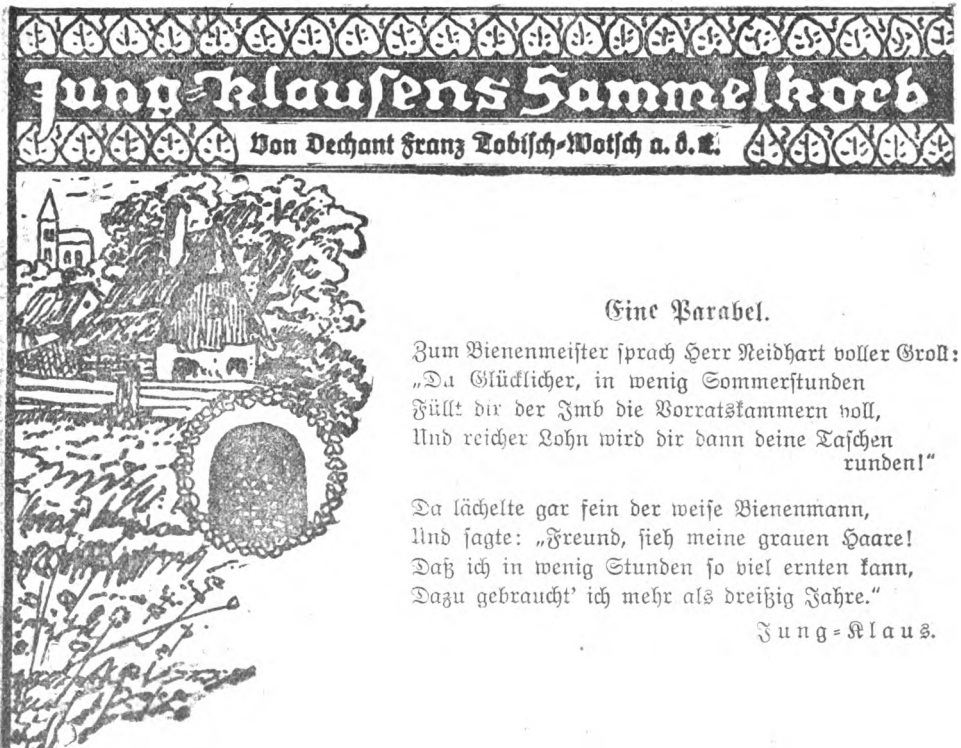 Jung-Klausens Sammelkorb
Von Dechant Franz Tobisch-Wotsch a. d. E.
Eine Parabel.
Zum Bienenmeister sprach Herr Neidhart voller Groll:
„Du Glücklicher, in wenig Sommerstunden
Füllt dir der Imb die Vorratskammern voll,
Und reicher Lohn wird dir dann deine Taschen
runden!“
Da lächelte gar fein der weise Bienenmann,
Und sagte: „Freund, sieh meine grauen Haare!
Daß ich in wenig Stunden so viel ernten kann,
Dazu gebraucht' ich mehr als dreißig Jahre.“
Jung-Klaus.